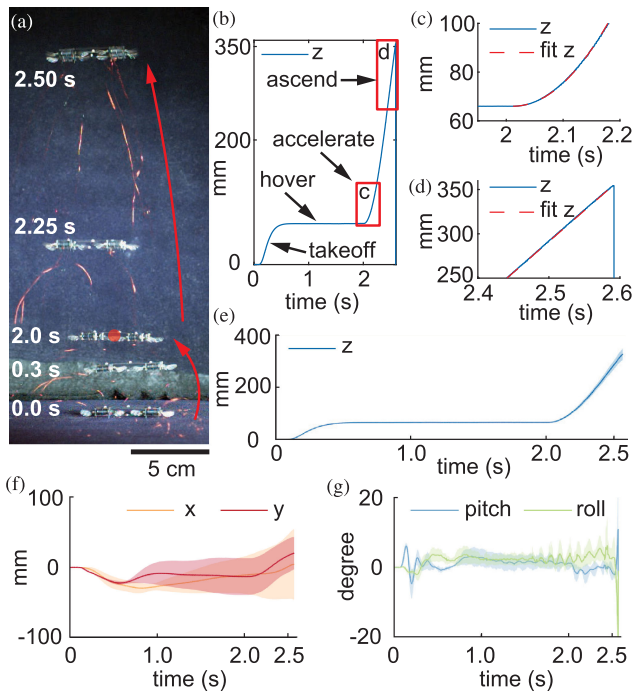 (a)
2.50 s
2.25 s
2.0 s
0.3 s
0.0 s
5 cm
(b)
350
z
d
ascend
200
accelerate
c
hover
takeoff
mm
0
0 1 2
time (s)
(c)
100
z
fit z
80
mm
60
2 2.1 2.2
time (s)
(d)
350
z
fit z
300
mm
250
2.4 2.5 2.6
time (s)
(e)
400
z
200
mm
0
0 1.0 2.0 2.5
time (s)
(f)
100
x y
mm
0
-100
0 1.0 2.0 2.5
time (s)
(g)
20
pitch roll
degree
0
-20
0 1.0 2.0 2.5
time (s)